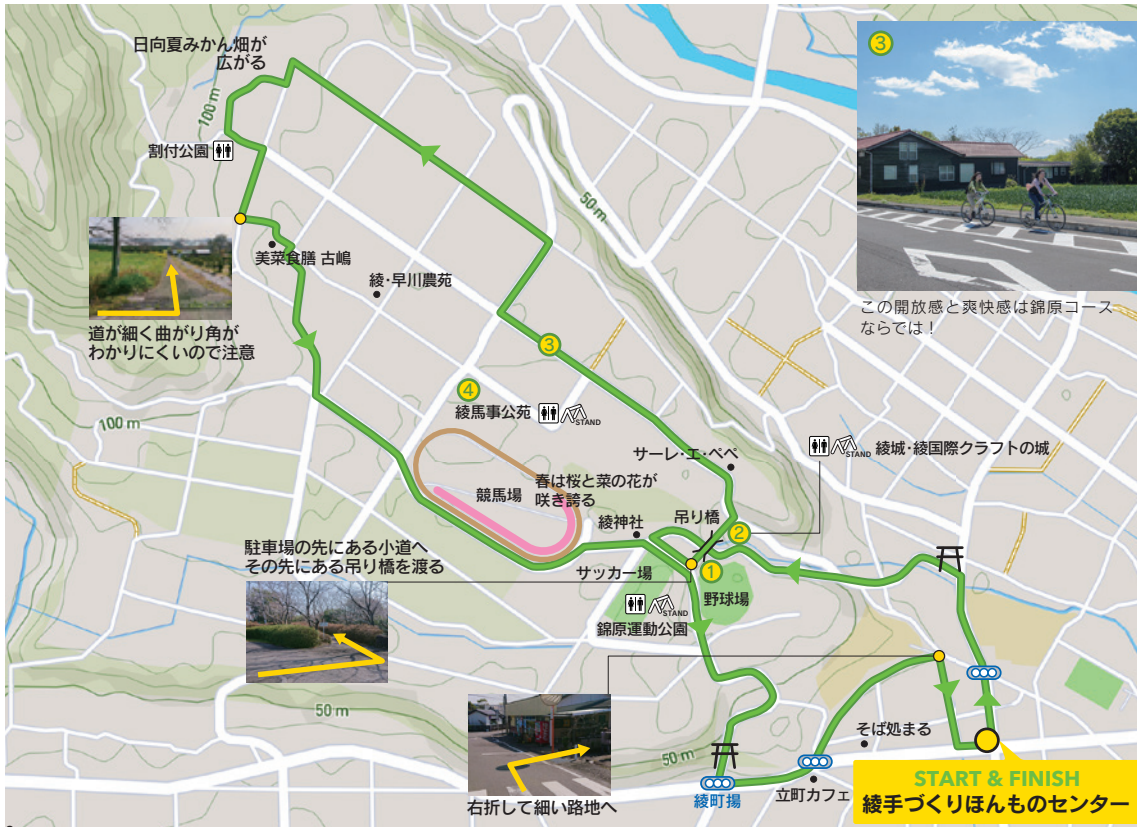 日向夏みかん畑が
広がる
100 m
割付公園
50 m
③
この開放感と爽快感は錦原コース
ならでは！
美菜食膳 古嶋
綾・早川農苑
道が細く曲がり角が
わかりにくいので注意
③
④
綾馬事公苑
STAND
100 m
サーレ・エ・ペペ
STAND
綾城・綾国際クラフトの城
競馬場
春は桜と菜の花が
咲き誇る
綾神社
吊り橋
②
駐車場の先にある小道へ
その先にある吊り橋を渡る
サッカー場
①
野球場
STAND
錦原運動公園
50 m
50 m
そば処まる
右折して細い路地へ
綾町揚
立町カフェ
START & FINISH
綾手づくりほんものセンター